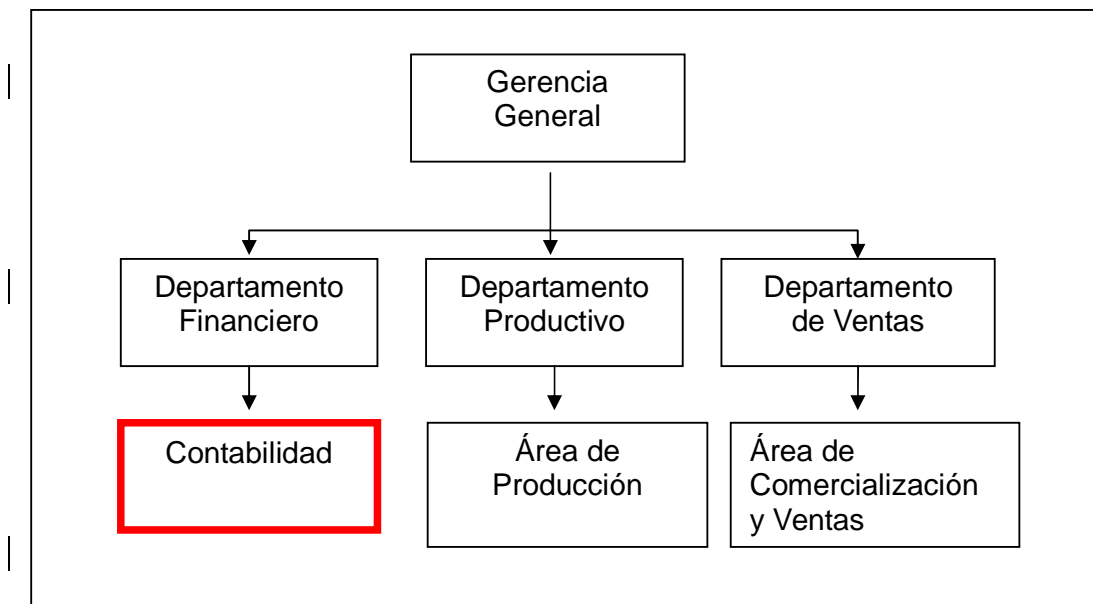 Gerencia
General
Departamento
Financiero
Departamento
Productivo
Departamento
de Ventas
Contabilidad
Área de
Producción
Área de
Comercialización
y Ventas